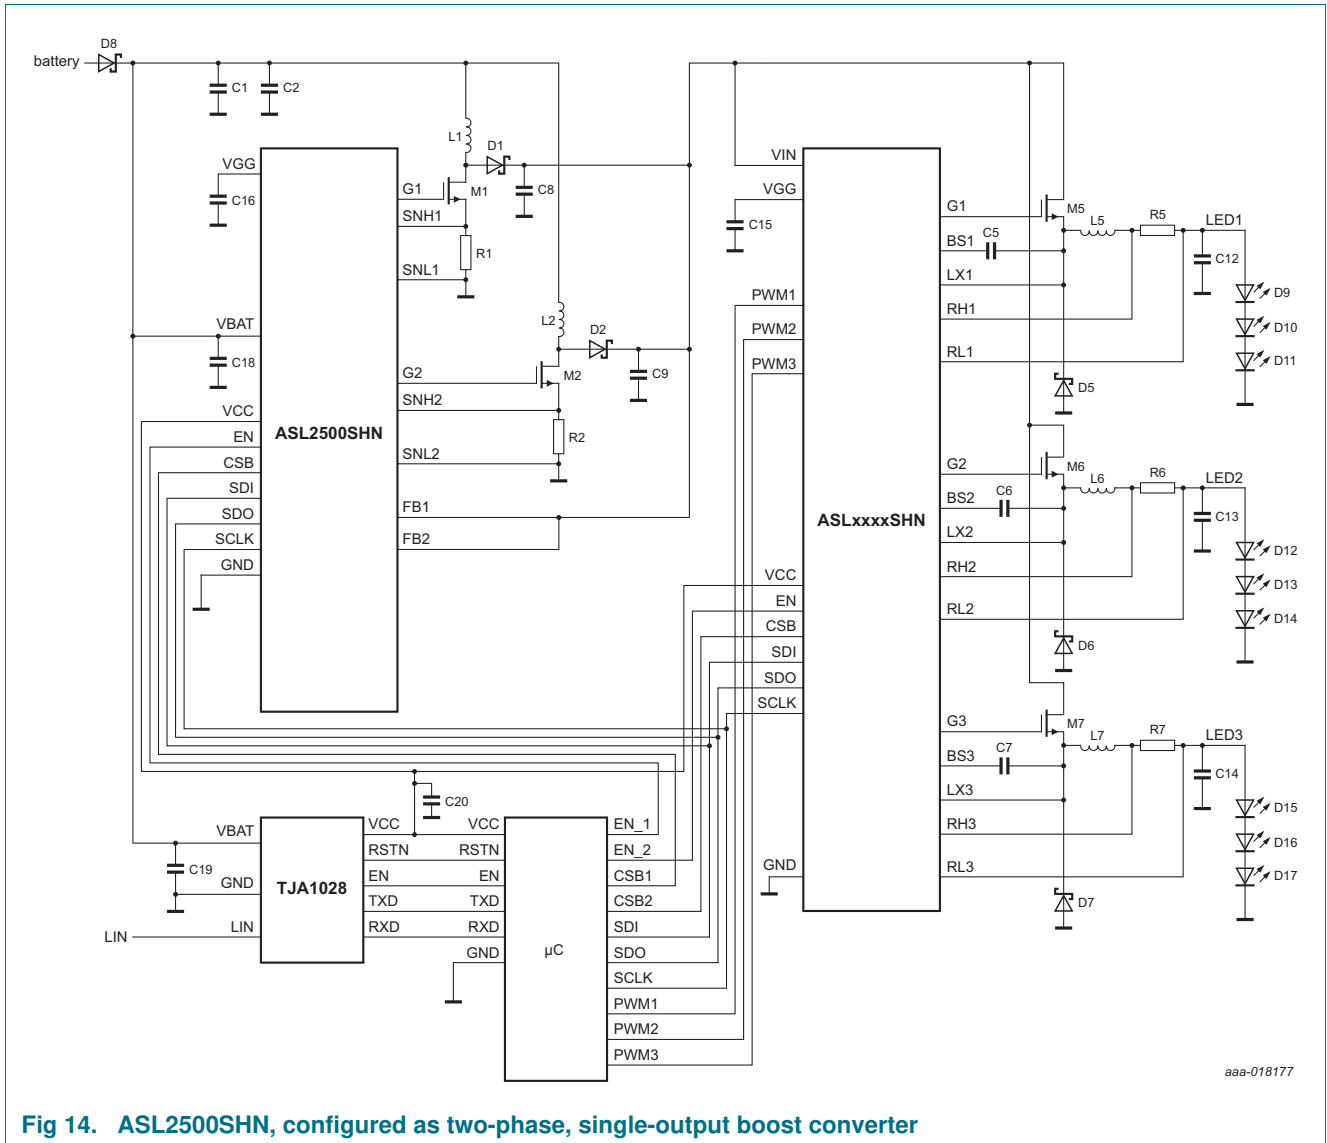 D8
battery
C1
C2
L1
D1
M1
C8
VGG
C16
G1
SNH1
R1
SNL1
L2
D2
VBAT
C18
M2
C9
G2
SNH2
R2
SNL2
VCC
EN
CSB
SDI
SDO
SCLK
GND
ASL2500SHN
FB1
FB2
VIN
VGG
C15
PWM1
PWM2
PWM3
ASLxxxxSHN
VCC
EN
CSB
SDI
SDO
SCLK
GND
G1
M5
BS1
C5
LX1
RH1
RL1
L5
R5
LED1
C12
D9
D10
D11
D5
G2
M6
BS2
C6
LX2
RH2
RL2
L6
R6
LED2
C13
D12
D13
D14
D6
G3
M7
BS3
C7
LX3
RH3
RL3
L7
R7
LED3
C14
D15
D16
D17
D7
C20
VBAT
C19
GND
LIN
LIN
TJA1028
VCC
RSTN
EN
TXD
RXD
VCC
RSTN
EN
TXD
RXD
GND
µC
EN_1
EN_2
CSB1
CSB2
SDI
SDO
SCLK
PWM1
PWM2
PWM3
aaa-018177
Fig 14. ASL2500SHN, configured as two-phase, single-output boost converter